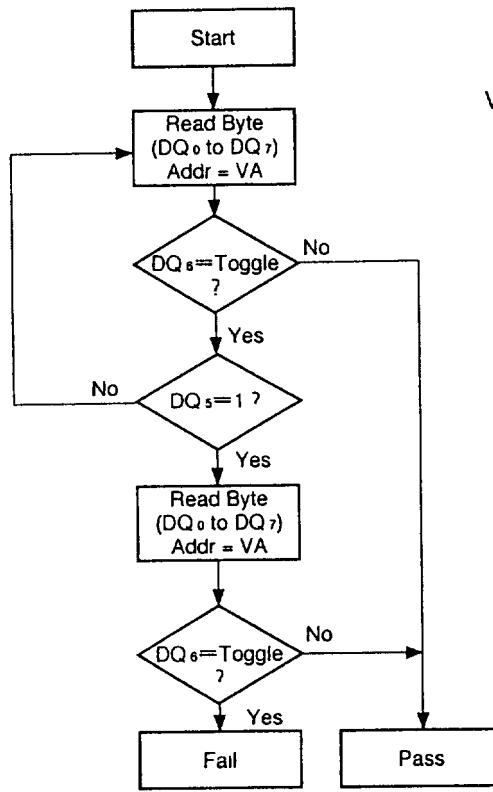 Start
V
Read Byte
(DQ₀ to DQ₇)
Addr = VA
DQ₆=Toggle
?
No
Yes
No
DQ₅=1 ?
Yes
Read Byte
(DQ₀ to DQ₇)
Addr = VA
DQ₆=Toggle
?
No
Yes
Fail
Pass